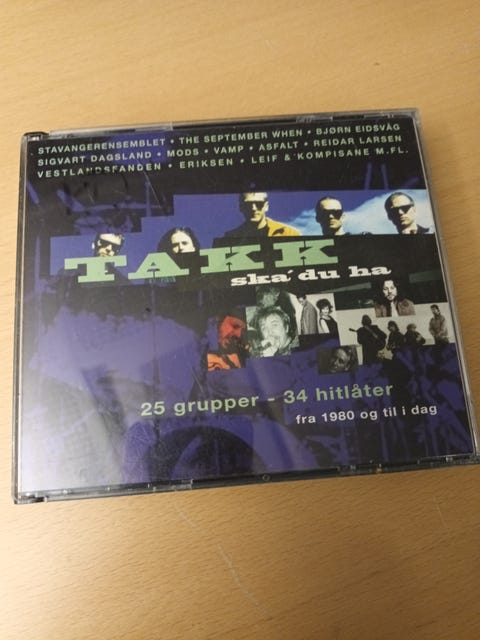 STAVANGERENSEMBLET • THE SEPTEMBER WHEN • BJØRN EIDSVÅG
SIGVART DAGSLAND • MODS • VAMP • ASFALT • REIDAR LARSEN
VESTLANDSFANDEN • ERIKSEN • LEIF & KOMPISANE M.FL.
TAKK
ska' du ha
25 grupper - 34 hitlåter
fra 1980 og til i dag